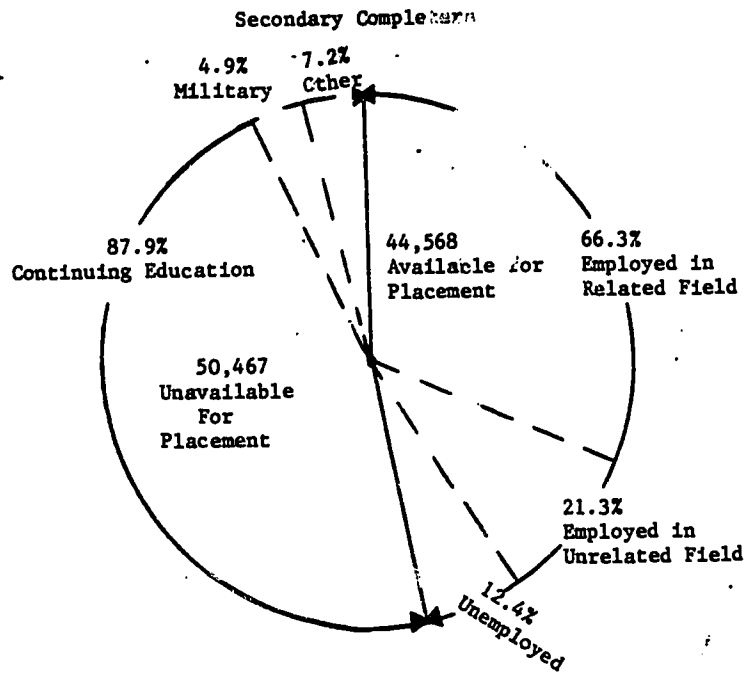 Secondary Completers
4.9%
Military
7.2%
Other
87.9%
Continuing Education
44,568
Available for
Placement
66.3%
Employed in
Related Field
50,467
Unavailable
For
Placement
21.3%
Employed in
Unrelated Field
12.4%
Unemployed